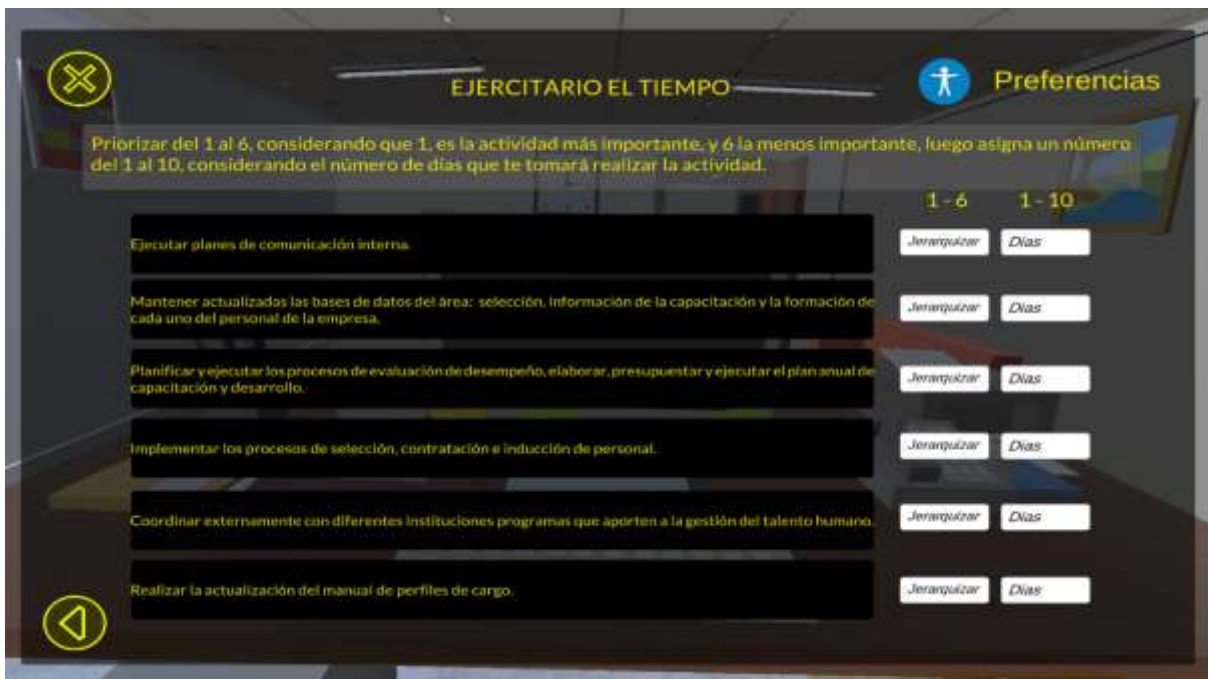 EJERCITARIO EL TIEMPO
Preferencias
Priorizar del 1 al 6, considerando que 1, es la actividad más importante, y 6 la menos importante, luego asigna un número
del 1 al 10, considerando el número de días que te tomará realizar la actividad.
1 - 6 1 - 10
Ejecutar planes de comunicación interna.
Jerarquizar Días
Mantener actualizadas las bases de datos del área: selección, información de la capacitación y la formación de
cada uno del personal de la empresa.
Jerarquizar Días
Planificar y ejecutar los procesos de evaluación de desempeño, elaborar, presupuestar y ejecutar el plan anual de
capacitación y desarrollo.
Jerarquizar Días
Implementar los procesos de selección, contratación e inducción de personal.
Jerarquizar Días
Coordinar externamente con diferentes instituciones programas que aporten a la gestión del talento humano.
Jerarquizar Días
Realizar la actualización del manual de perfiles de cargo.
Jerarquizar Días